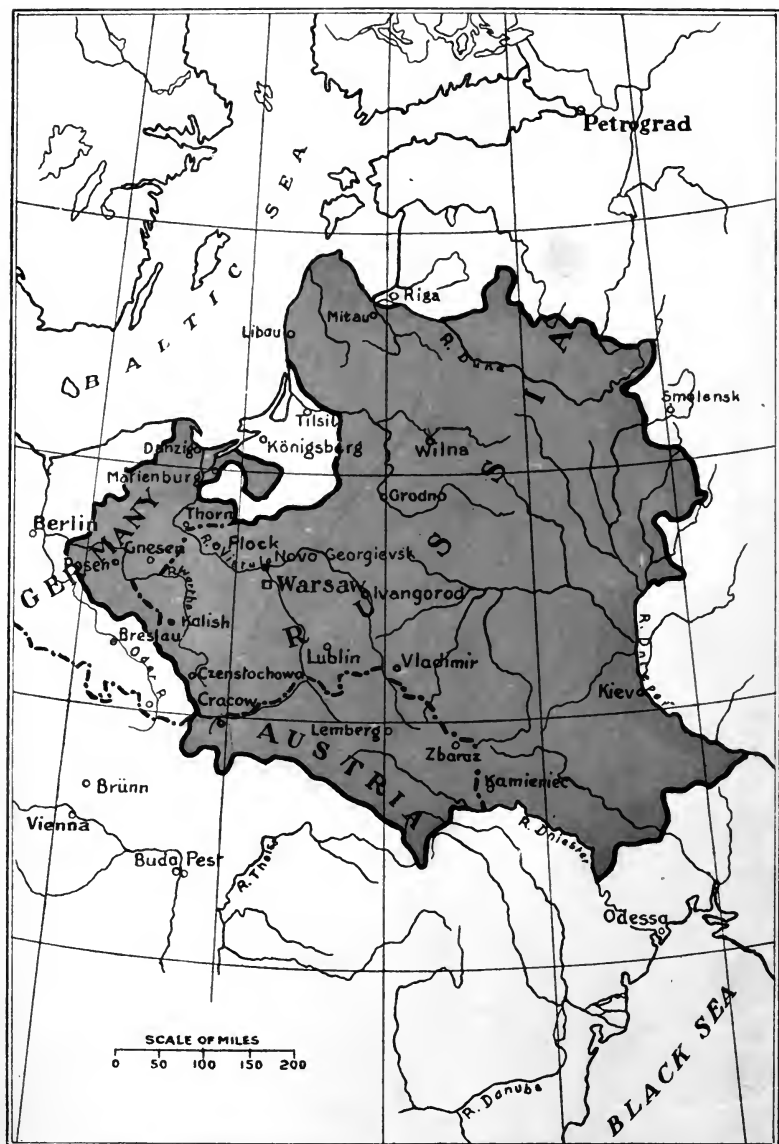 Petrograd
BALTIC SEA
Riga
Mitau
Libau
R. Duna
Smolensk
Tilsit
Königsberg
Danzig
Marienburg
Wilna
Grodno
RUSSIA
Berlin
GERMANY
Thorn
Plock
R. Vistula
Novo Georgievsk
Gnesen
Posen
R. Wartha
Warsaw
Ivangorod
Kalish
Breslau
Oder R.
Lublin
Vladimir
R. Dnieper
Czenstochowa
Kiev
Cracow
Lemberg
AUSTRIA
Zbaraz
Kamieniec
Brünn
Vienna
Buda Pest
R. Theiss
R. Dniester
Odessa
SCALE OF MILES
0 50 100 150 200
R. Danube
BLACK SEA